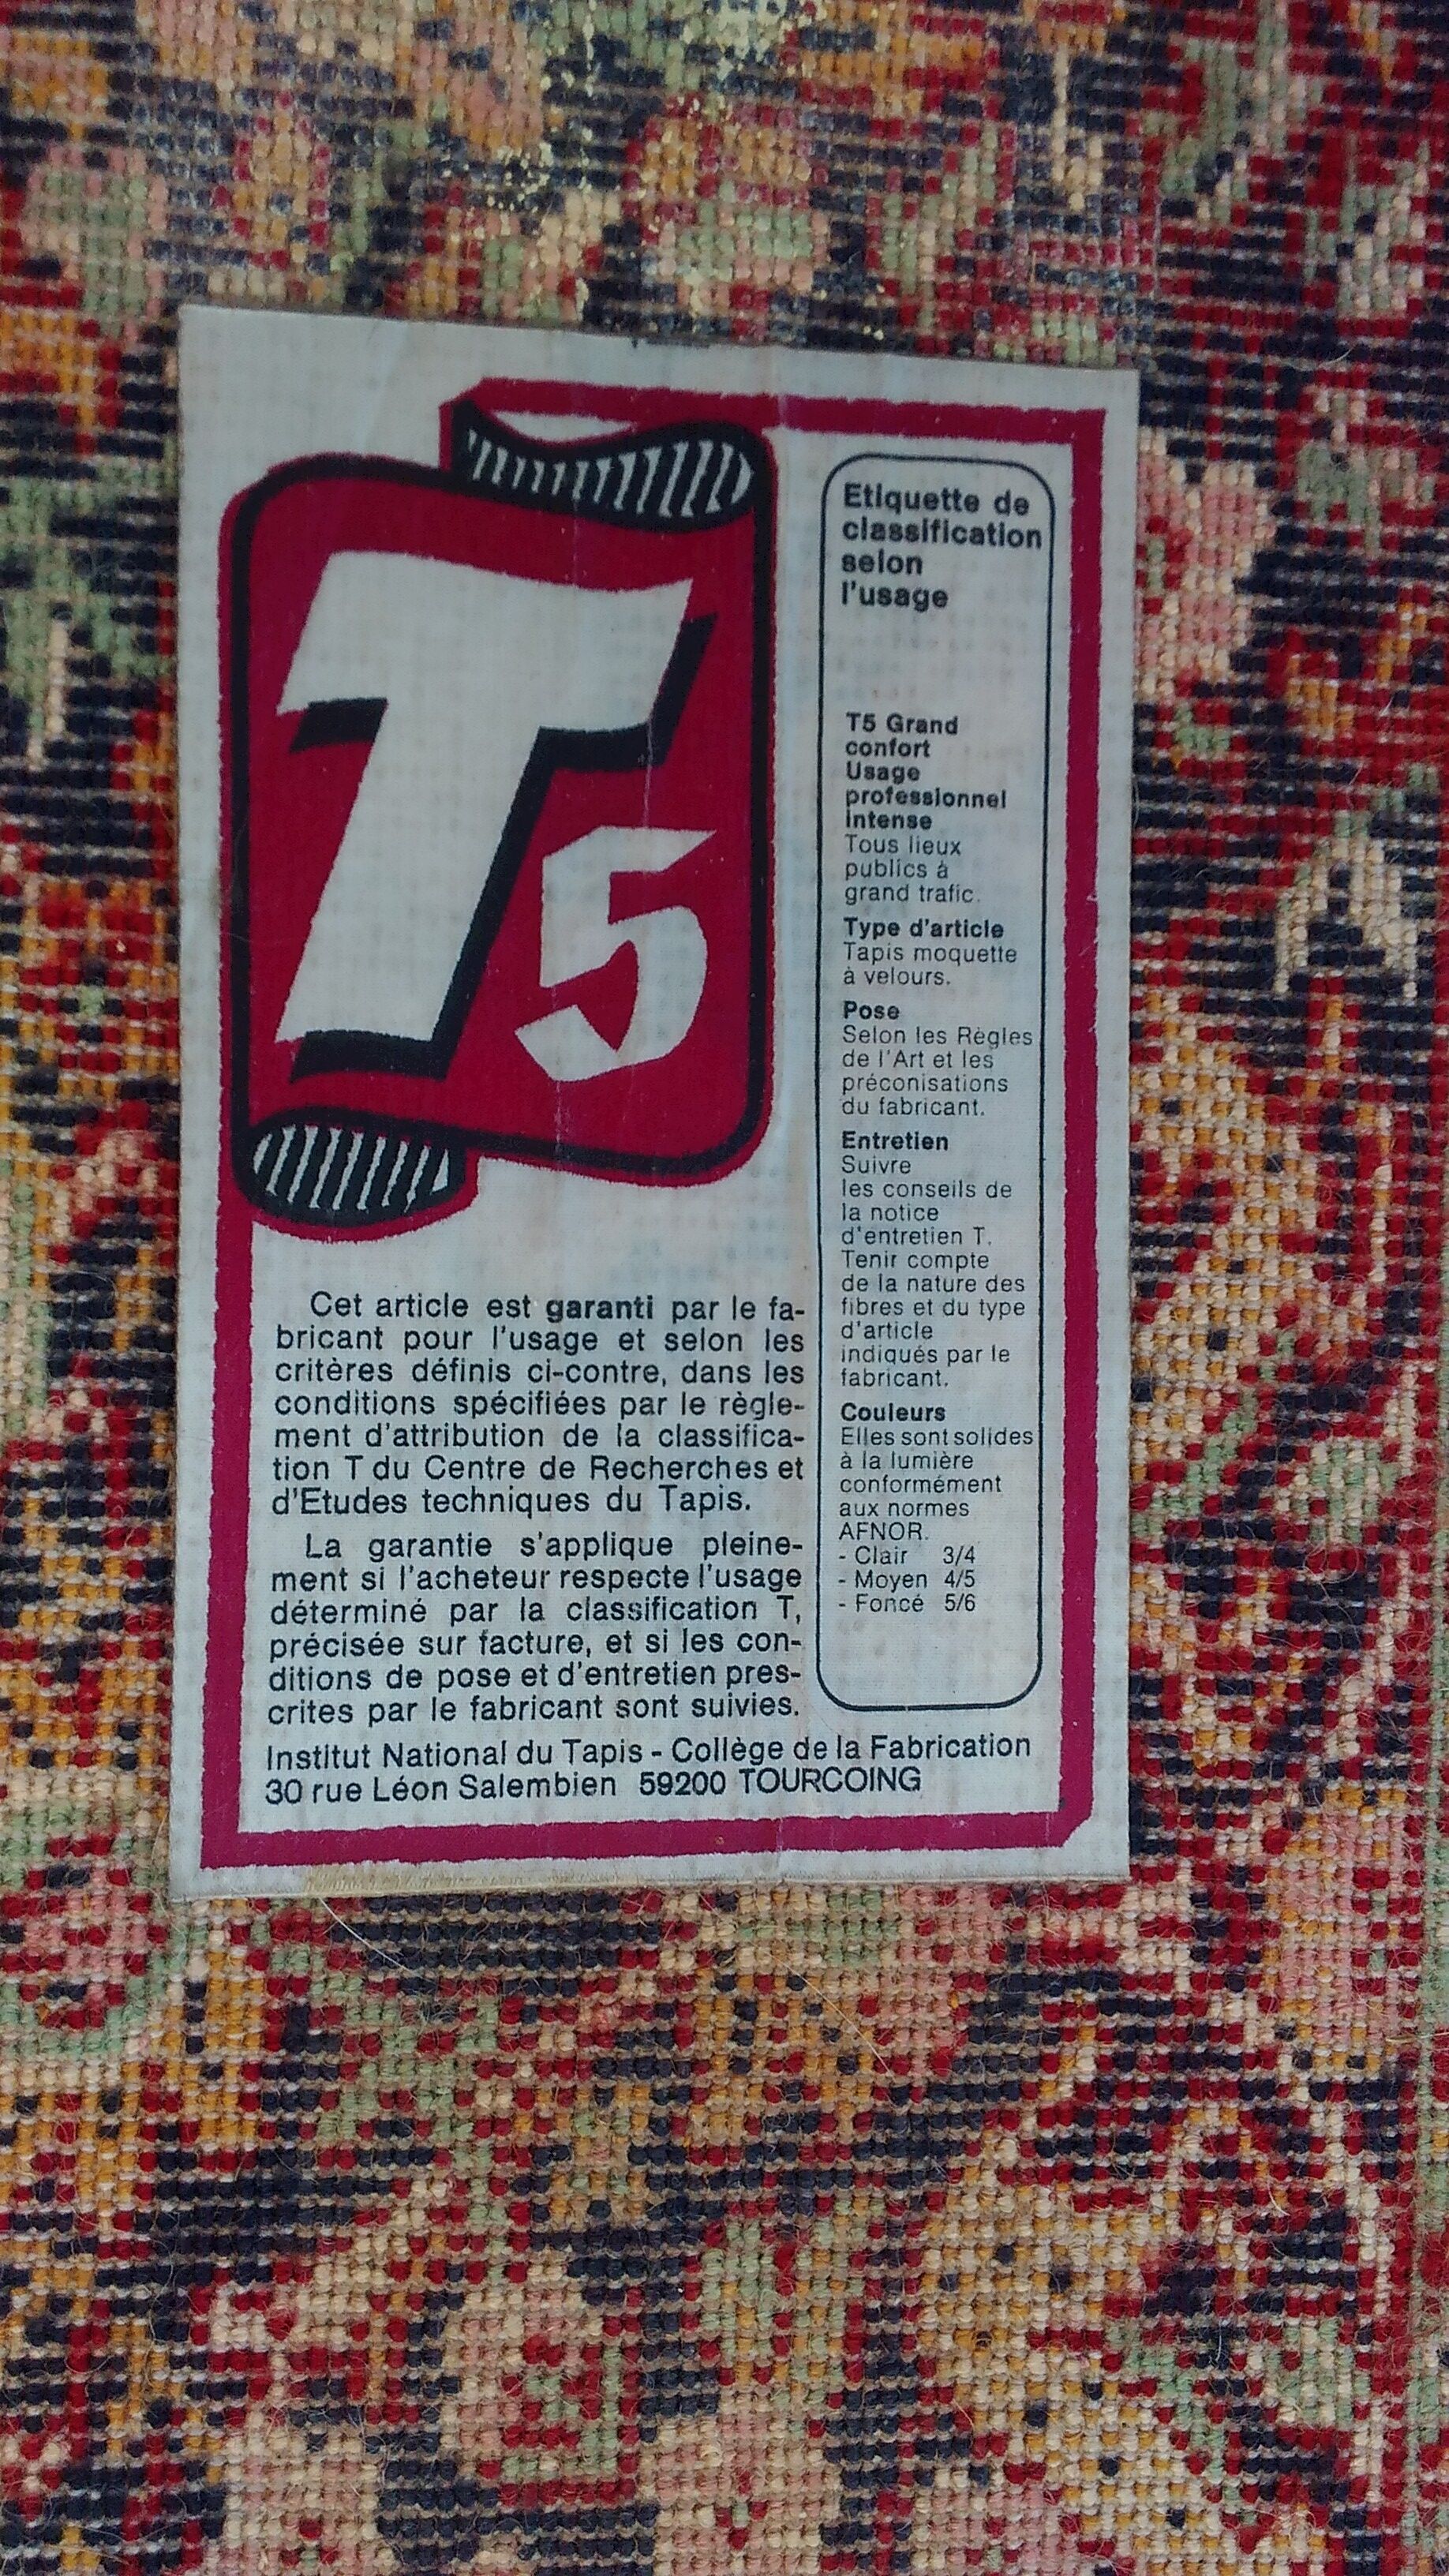 T5
Cet article est garanti par le fa-
bricant pour l'usage et selon les
critères définis ci-contre, dans les
conditions spécifiées par le règle-
ment d'attribution de la classifica-
tion T du Centre de Recherches et
d'Etudes techniques du Tapis.
La garantie s'applique pleine-
ment si l'acheteur respecte l'usage
déterminé par la classification T,
précisée sur facture, et si les con-
ditions de pose et d'entretien pres-
crites par le fabricant sont suivies.
Etiquette de
classification
selon
l'usage
T5 Grand
confort
Usage
professionnel
intense
Tous lieux
publics à
grand trafic.
Type d'article
Tapis moquette
à velours.
Pose
Selon les Règles
de l'Art et les
préconisations
du fabricant.
Entretien
Suivre
les conseils de
la notice
d'entretien T.
Tenir compte
de la nature des
fibres et du type
d'article
indiqués par le
fabricant.
Couleurs
Elles sont solides
à la lumière
conformément
aux normes
AFNOR.
- Clair 3/4
- Moyen 4/5
- Foncé 5/6
Institut National du Tapis - Collège de la Fabrication
30 rue Léon Salembien 59200 TOURCOING